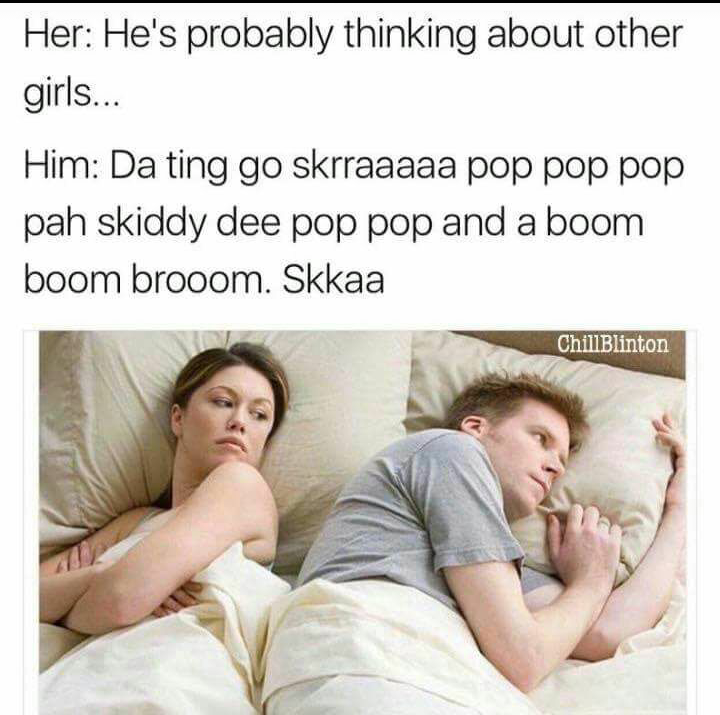 Her: He's probably thinking about other
girls...
Him: Da ting go skrraaaaa pop pop pop
pah skiddy dee pop pop and a boom
boom brooom. Skkaa
ChillBlinton